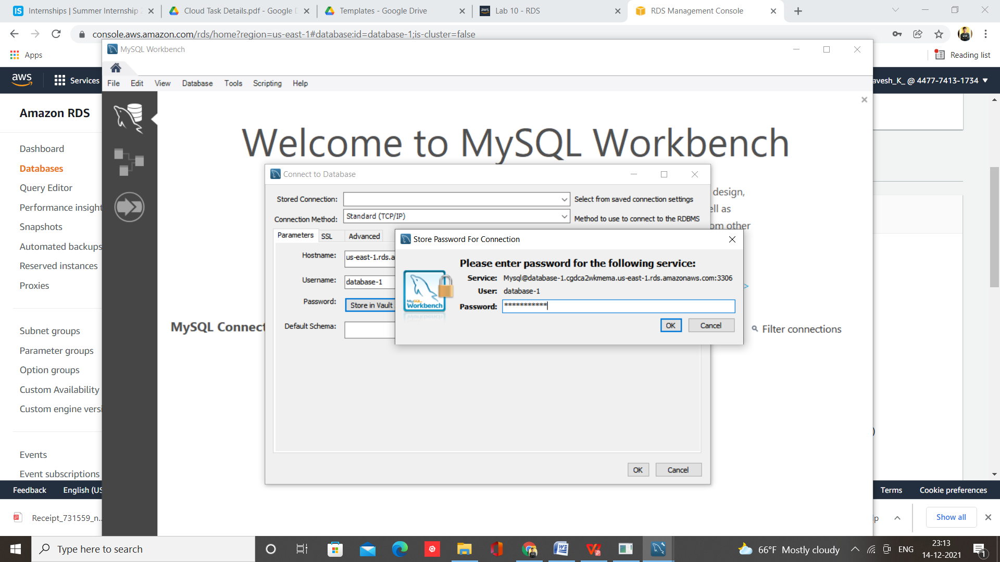 Internships | Summer Internship
Cloud Task Details.pdf - Google
Templates - Google Drive
aws
Lab 10 - RDS
RDS Management Console
console.aws.amazon.com/rds/home?region=us-east-1#database:id=database-1;is-cluster=false
Apps
Reading list
MySQL Workbench
aws
Services
avesh_K_ @ 4477-7413-1734
File Edit View Database Tools Scripting Help
Amazon RDS
Dashboard
Databases
Query Editor
Performance insight
Snapshots
Automated backups
Reserved instances
Proxies
Subnet groups
Parameter groups
Option groups
Custom Availability
Custom engine versi
Events
Event subscriptions
Welcome to MySQL Workbench
design,
ell as
om other
>
MySQL Connect
Filter connections
Connect to Database
Stored Connection:
Select from saved connection settings
Connection Method:
Standard (TCP/IP)
Method to use to connect to the RDBMS
Parameters SSL Advanced
Hostname:
us-east-1.rds.a
Username:
database-1
Password:
Store in Vault
Default Schema:
OK Cancel
Store Password For Connection
Please enter password for the following service:
Service: Mysql@database-1.cgdca2wkmema.us-east-1.rds.amazonaws.com:3306
User: database-1
Password: ***********
MySQL
Workbench
OK Cancel
)
Feedback English (US
Terms Cookie preferences
Receipt_731559_n...
lp
Show all
Type here to search
66°F Mostly cloudy
ENG
23:13
14-12-2021
1